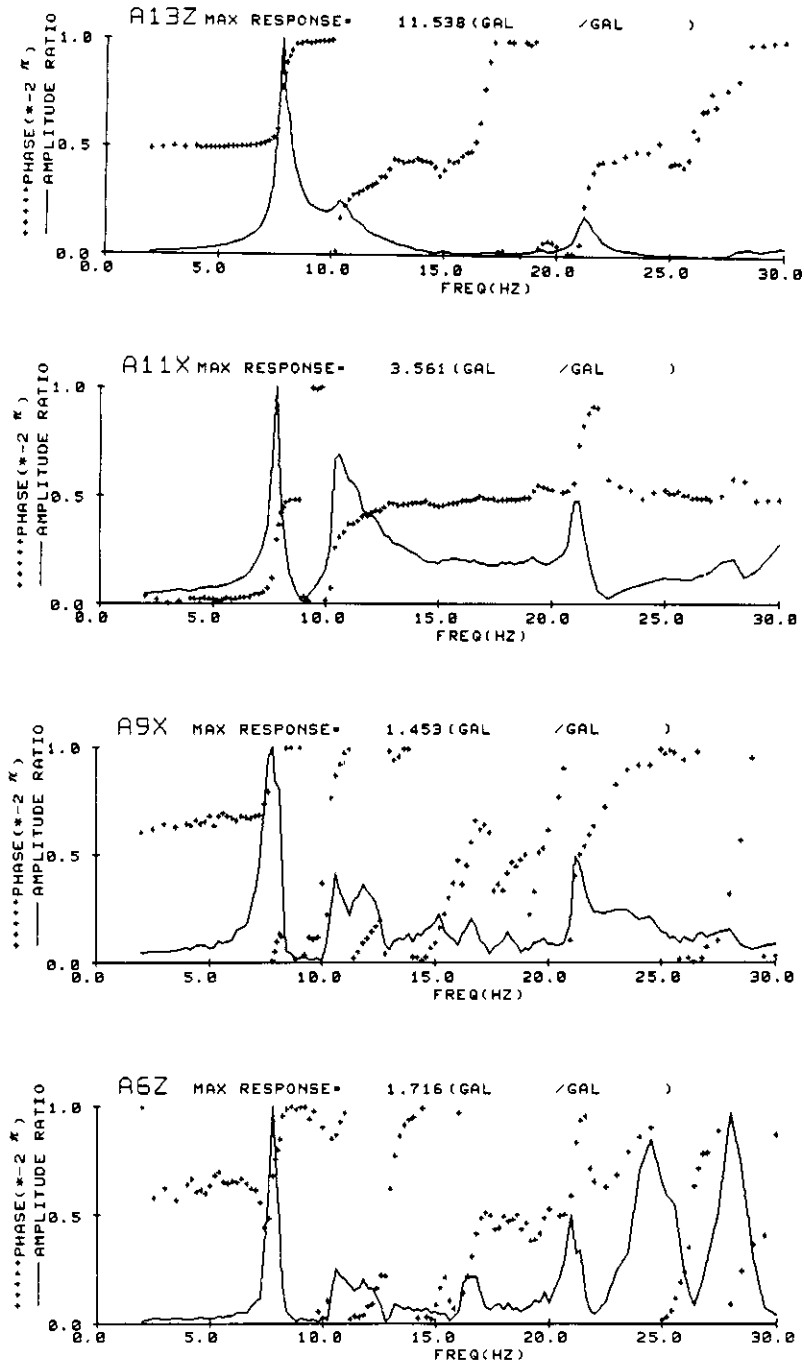 A13Z MAX RESPONSE= 11.538(GAL /GAL )
+++++PHASE(*-2 π)
——AMPLITUDE RATIO
1.0
0.5
0.0
0.0 5.0 10.0 15.0 20.0 25.0 30.0
FREQ(HZ)
A11X MAX RESPONSE= 3.561(GAL /GAL )
+++++PHASE(*-2 π)
——AMPLITUDE RATIO
1.0
0.5
0.0
0.0 5.0 10.0 15.0 20.0 25.0 30.0
FREQ(HZ)
A9X MAX RESPONSE= 1.453(GAL /GAL )
+++++PHASE(*-2 π)
——AMPLITUDE RATIO
1.0
0.5
0.0
0.0 5.0 10.0 15.0 20.0 25.0 30.0
FREQ(HZ)
A6Z MAX RESPONSE= 1.716(GAL /GAL )
+++++PHASE(*-2 π)
——AMPLITUDE RATIO
1.0
0.5
0.0
0.0 5.0 10.0 15.0 20.0 25.0 30.0
FREQ(HZ)